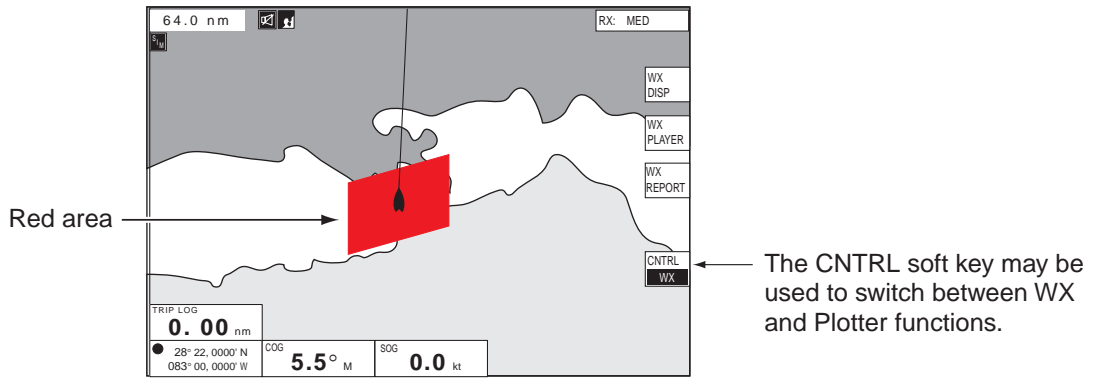 64.0 nm
RX: MED
SIM
WX
DISP
WX
PLAYER
WX
REPORT
Red area
CNTRL
WX
The CNTRL soft key may be
used to switch between WX
and Plotter functions.
TRIP LOG
0. 00 nm
28° 22, 0000' N
083° 00, 0000' W
COG
5.5° M
SOG
0.0 kt